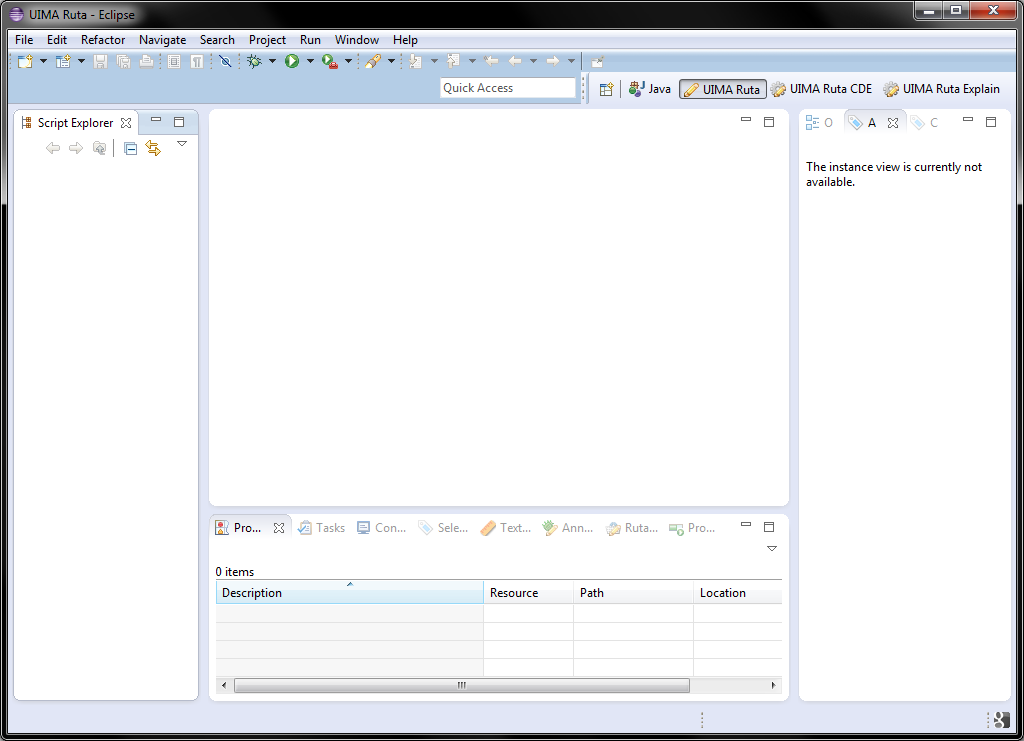 UIMA Ruta - Eclipse
File Edit Refactor Navigate Search Project Run Window Help
Quick Access
Java UIMA Ruta UIMA Ruta CDE UIMA Ruta Explain
Script Explorer
O A C
The instance view is currently not
available.
Pro... Tasks Con... Sele... Text... Ann... Ruta... Pro...
0 items
Description Resource Path Location